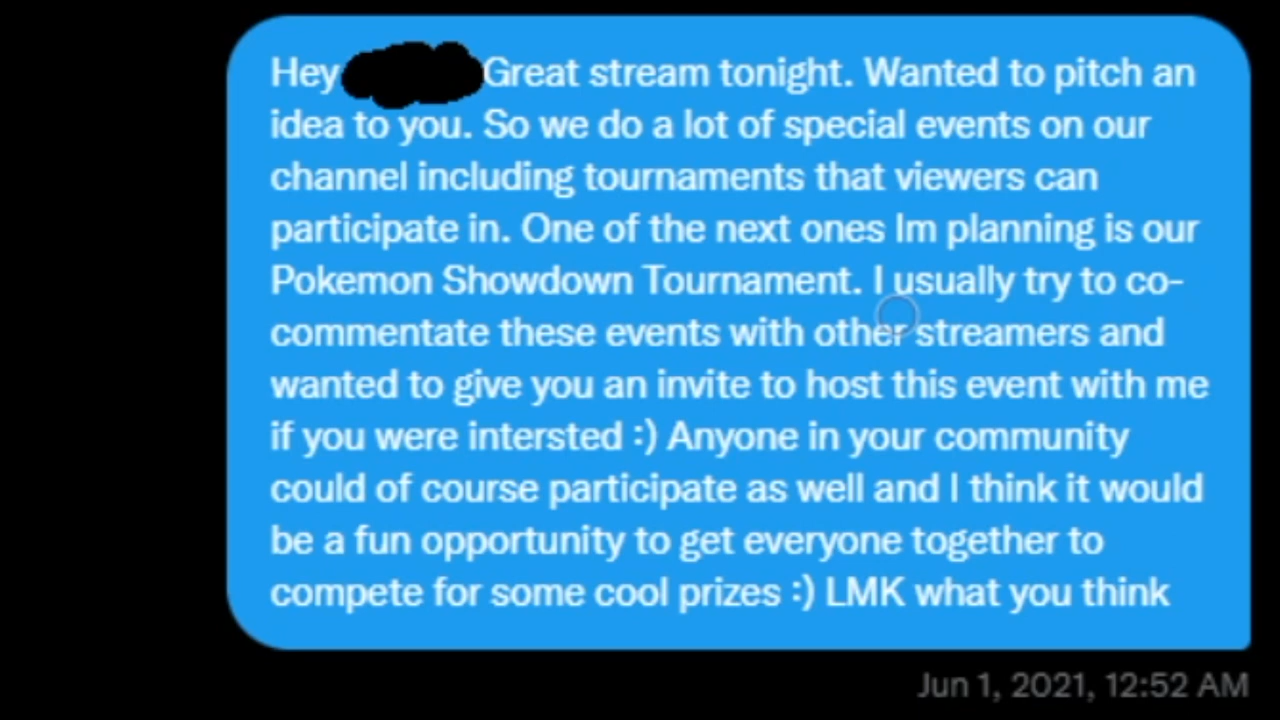 Hey Great stream tonight. Wanted to pitch an
idea to you. So we do a lot of special events on our
channel including tournaments that viewers can
participate in. One of the next ones Im planning is our
Pokemon Showdown Tournament. I usually try to co-
commentate these events with other streamers and
wanted to give you an invite to host this event with me
if you were intersted :) Anyone in your community
could of course participate as well and I think it would
be a fun opportunity to get everyone together to
compete for some cool prizes :) LMK what you think
Jun 1, 2021, 12:52 AM